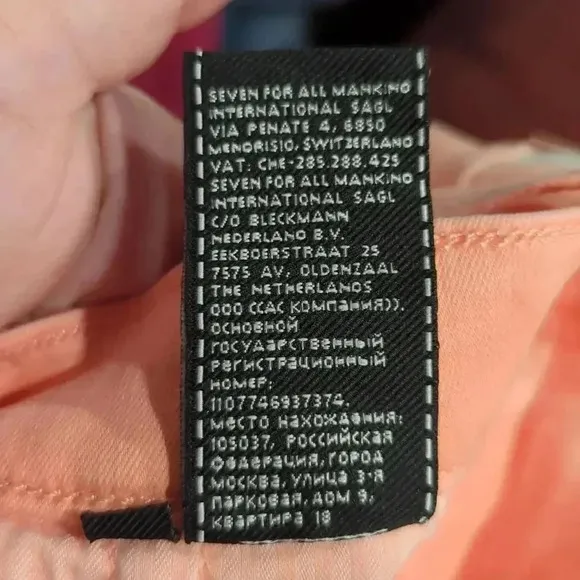 SEVEN FOR ALL MANKIND
INTERNATIONAL SAGL
VIA PENATE 4, 6850
MENDRISIO, SWITZERLAND
VAT: CHE-285.288.425
SEVEN FOR ALL MANKIND
INTERNATIONAL SAGL
C/O BLECKMANN
NEDERLAND B.V.
EEKBOERSTRAAT 25
7575 AV, OLDENZAAL
THE NETHERLANDS
ООО ((АС КОМПАНИЯ)).
ОСНОВНОЙ
ГОСУДАРСТВЕННЫЙ
РЕГИСТРАЦИОННЫЙ
НОМЕР:
1107746937374.
МЕСТО НАХОЖДЕНИЯ:
105037, РОССИЙСКАЯ
ФЕДЕРАЦИЯ, ГОРОД
МОСКВА, УЛИЦА 3-Я
ПАРКОВАЯ, ДОМ 9,
КВАРТИРА 18